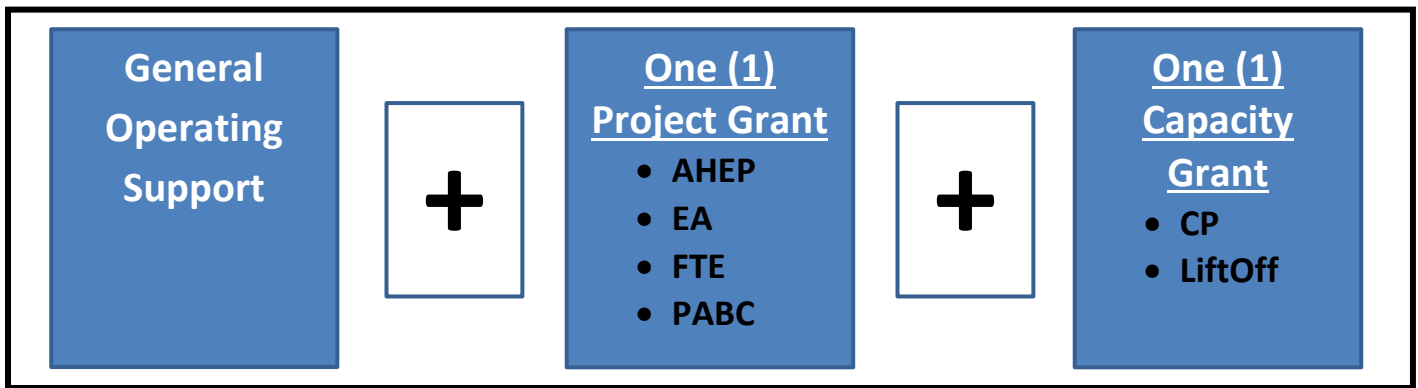 General
Operating
Support
+
One (1)
Project Grant
• AHEP
• EA
• FTE
• PABC
+
One (1)
Capacity
Grant
• CP
• LiftOff